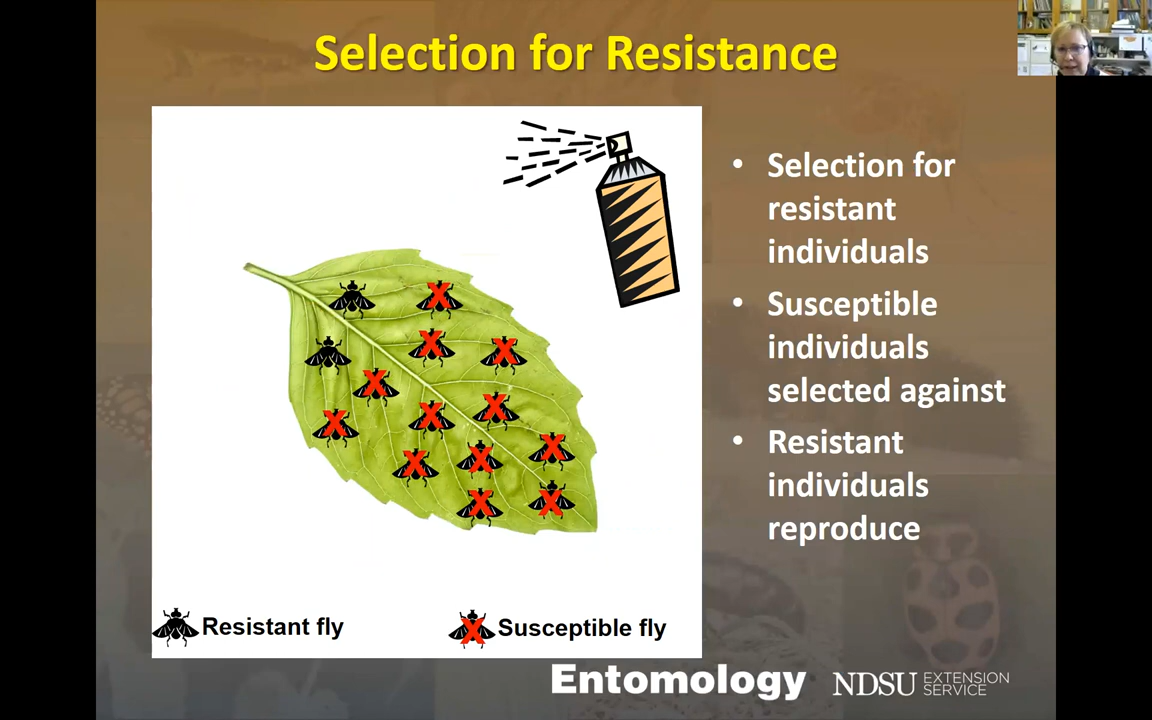 Selection for Resistance
• Selection for
resistant
individuals
• Susceptible
individuals
selected against
• Resistant
individuals
reproduce
Resistant fly
Susceptible fly
Entomology
NDSU EXTENSION
SERVICE